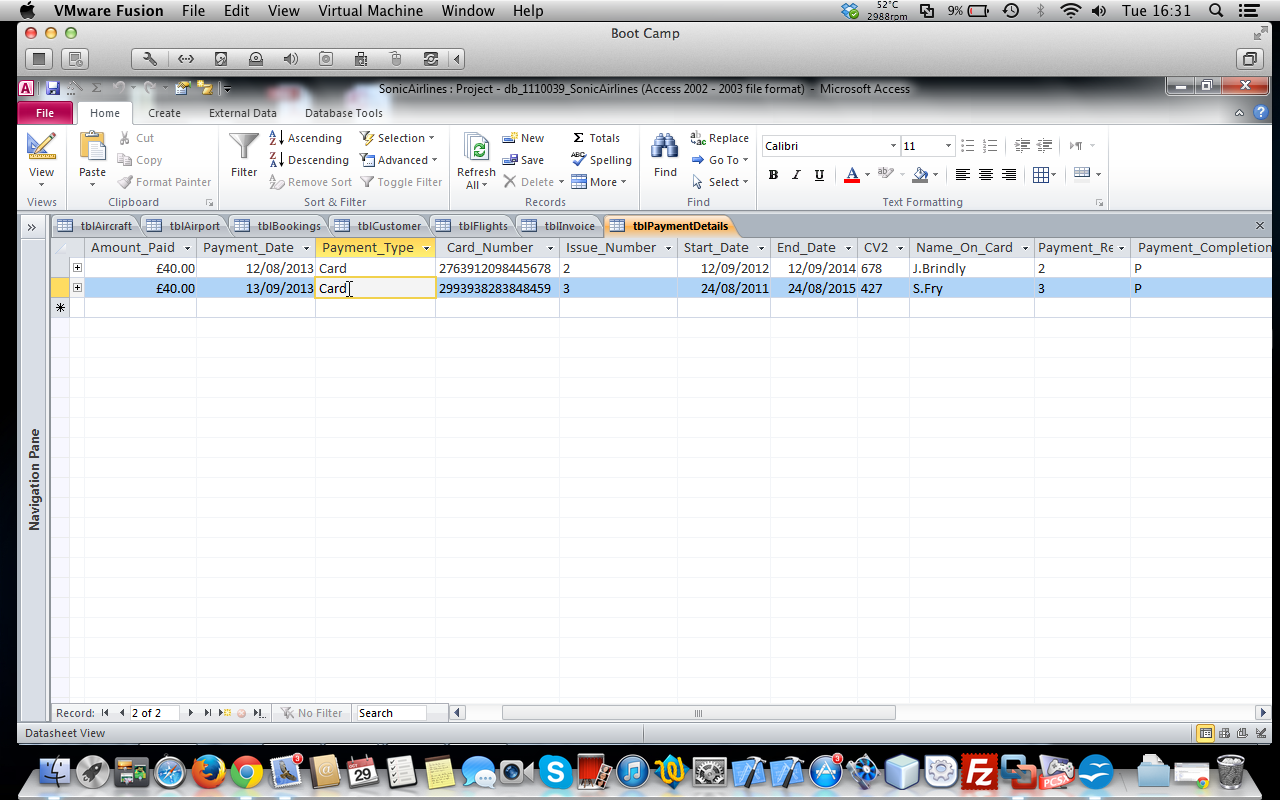 VMware Fusion File Edit View Virtual Machine Window Help 52°C 2988rpm 9% Tue 16:31
Boot Camp
SonicAirlines : Project - db_1110039_SonicAirlines (Access 2002 - 2003 file format) - Microsoft Access
File Home Create External Data Database Tools
Cut Ascending Selection New Totals Replace Calibri 11
Copy Descending Advanced Save Spelling Go To
View Paste Format Painter Filter Remove Sort Toggle Filter Refresh All Delete More Find Select B I U A
Views Clipboard Sort & Filter Records Find Text Formatting
tblAircraft tblAirport tblBookings tblCustomer tblFlights tblInvoice tblPaymentDetails
Amount_Paid Payment_Date Payment_Type Card_Number Issue_Number Start_Date End_Date CV2 Name_On_Card Payment_Re Payment_Completion
£40.00 12/08/2013 Card 2763912098445678 2 12/09/2012 12/09/2014 678 J.Brindly 2 P
£40.00 13/09/2013 Card 2993938283848459 3 24/08/2011 24/08/2015 427 S.Fry 3 P
Navigation Pane
Record: 2 of 2 No Filter Search
Datasheet View
3 OCT 29 3 Fz PCSX